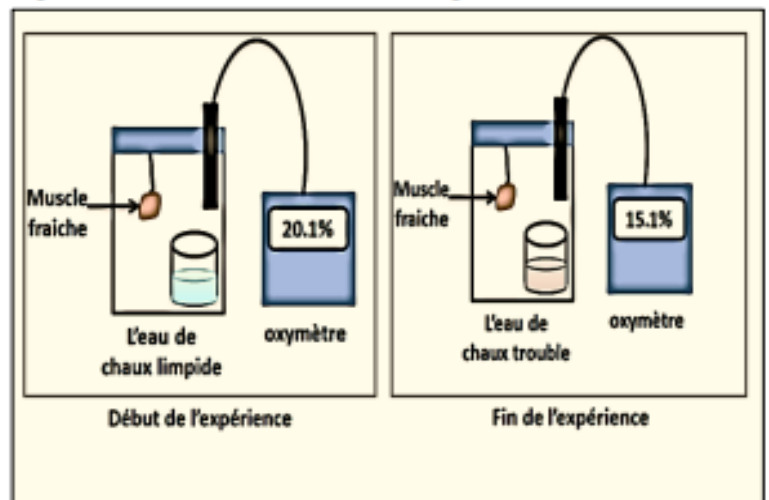 Muscle
fraiche
20.1%
L'eau de
chaux limpide
oxymètre
Début de l'expérience
Muscle
fraiche
15.1%
L'eau de
chaux trouble
oxymètre
Fin de l'expérience